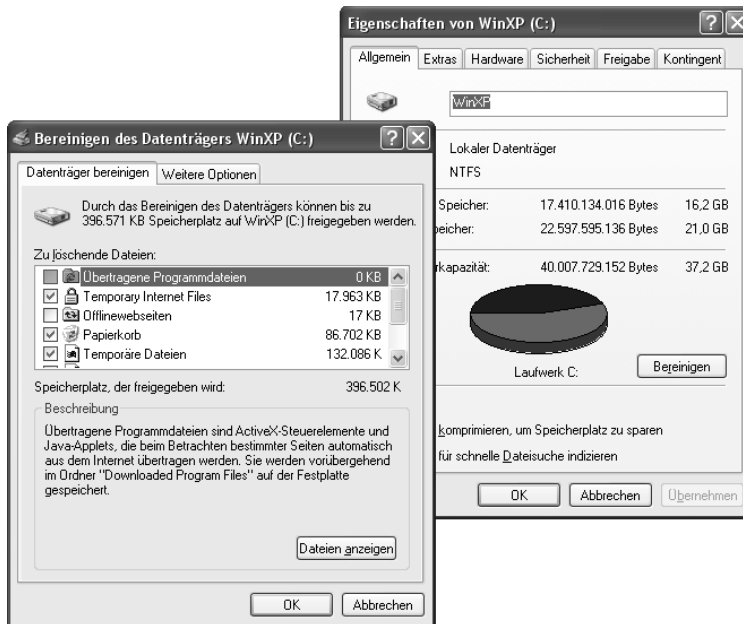 Eigenschaften von WinXP (C:)
Allgemein Extras Hardware Sicherheit Freigabe Kontingent
WinXP
Lokaler Datenträger
NTFS
Speicher: 17.410.134.016 Bytes 16,2 GB
peicher: 22.597.595.136 Bytes 21,0 GB
rkapazität: 40.007.729.152 Bytes 37,2 GB
Laufwerk C:
Bereinigen
komprimieren, um Speicherplatz zu sparen
für schnelle Dateisuche indizieren
OK Abbrechen Übernehmen
Bereinigen des Datenträgers WinXP (C:)
Datenträger bereinigen Weitere Optionen
Durch das Bereinigen des Datenträgers können bis zu
396.571 KB Speicherplatz auf WinXP (C:) freigegeben werden.
Zu löschende Dateien:
Übertragene Programmdateien 0 KB
Temporary Internet Files 17.963 KB
Offlinewebseiten 17 KB
Papierkorb 86.702 KB
Temporäre Dateien 132.086 K
Speicherplatz, der freigegeben wird: 396.502 K
Beschreibung
Übertragene Programmdateien sind ActiveX-Steuerelemente und
Java-Applets, die beim Betrachten bestimmter Seiten automatisch
aus dem Internet übertragen werden. Sie werden vorübergehend
im Ordner "Downloaded Program Files" auf der Festplatte
gespeichert.
Dateien anzeigen
OK Abbrechen